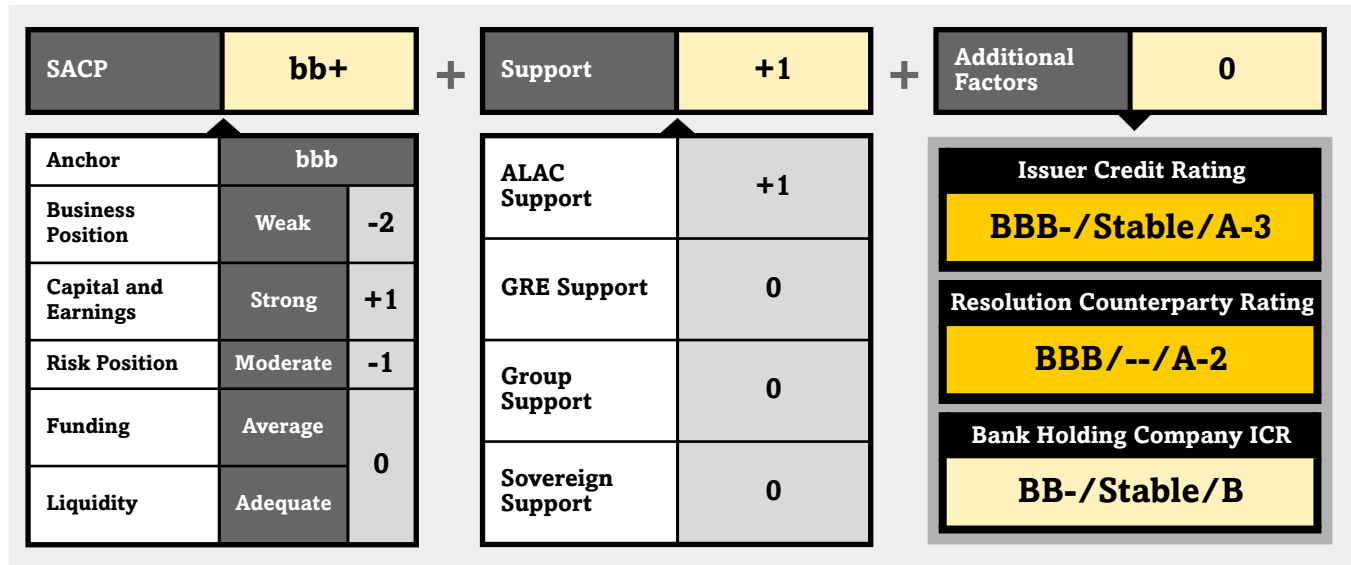 SACP
bb+
+
Support
+1
+
Additional
Factors
0
Anchor
bbb
Business
Position
Weak
-2
Capital and
Earnings
Strong
+1
Risk Position
Moderate
-1
Funding
Average
0
Liquidity
Adequate
ALAC
Support
+1
GRE Support
0
Group
Support
0
Sovereign
Support
0
Issuer Credit Rating
BBB-/Stable/A-3
Resolution Counterparty Rating
BBB/--/A-2
Bank Holding Company ICR
BB-/Stable/B